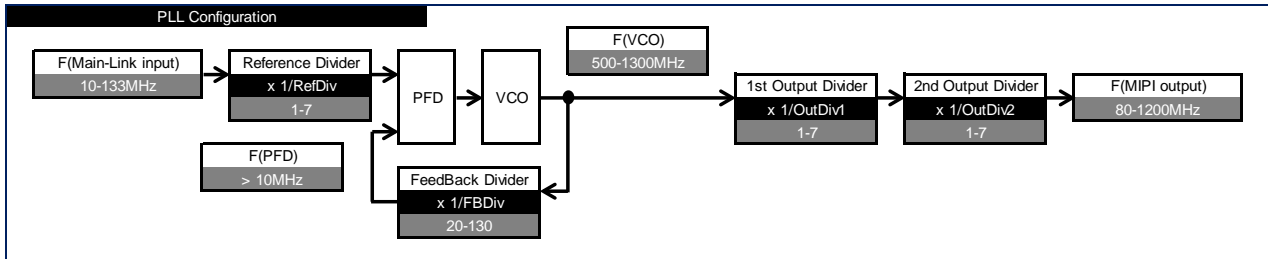 PLL Configuration
F(Main-Link input)
10-133MHz
Reference Divider
x 1/RefDiv
1-7
PFD
VCO
F(VCO)
500-1300MHz
1st Output Divider
x 1/OutDiv1
1-7
2nd Output Divider
x 1/OutDiv2
1-7
F(MIPI output)
80-1200MHz
F(PFD)
> 10MHz
FeedBack Divider
x 1/FBDiv
20-130